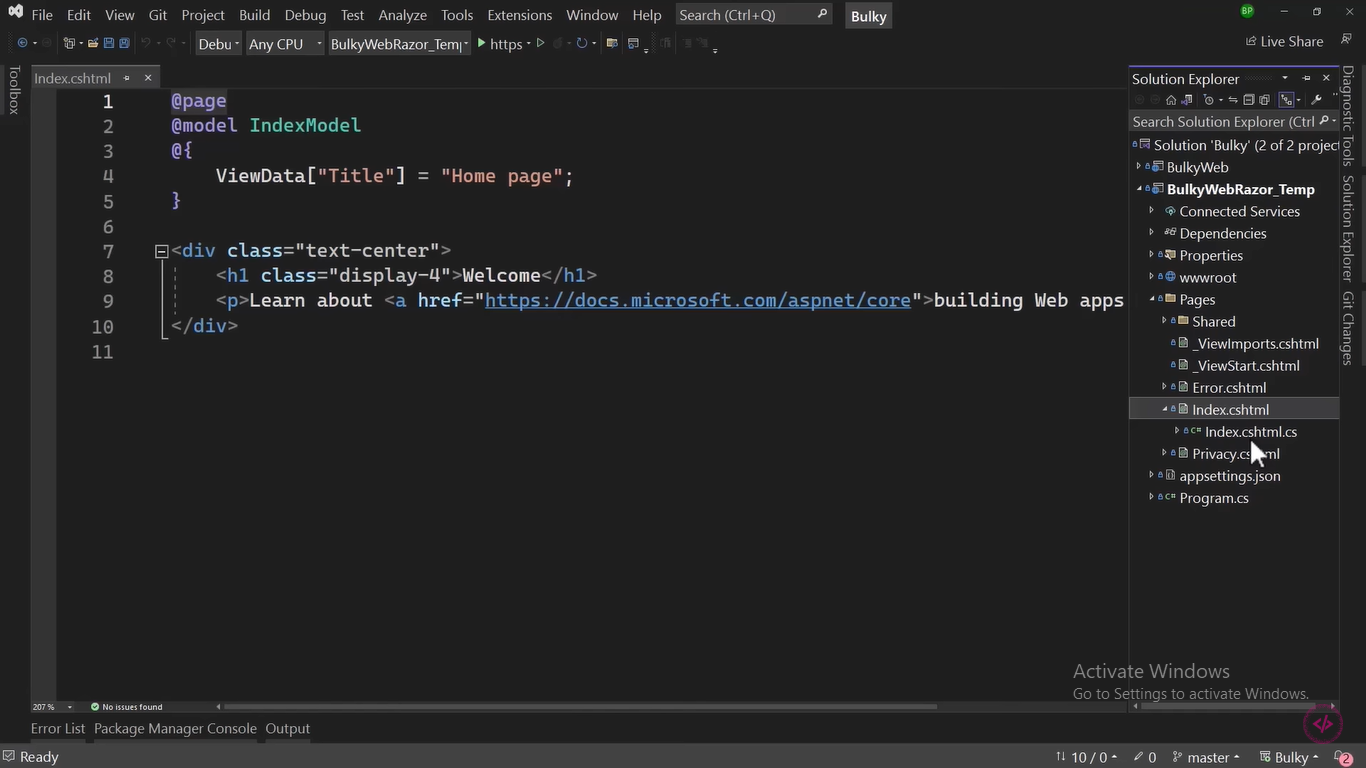 File Edit View Git Project Build Debug Test Analyze Tools Extensions Window Help Search (Ctrl+Q) Bulky BP
Live Share
Debu Any CPU BulkyWebRazor_Temp https
Toolbox
Index.cshtml
1 @page
2 @model IndexModel
3 @{
4 ViewData["Title"] = "Home page";
5 }
6
7 <div class="text-center">
8 <h1 class="display-4">Welcome</h1>
9 <p>Learn about <a href="https://docs.microsoft.com/aspnet/core">building Web apps
10 </div>
11
Solution Explorer
Search Solution Explorer (Ctrl
Solution 'Bulky' (2 of 2 project
BulkyWeb
BulkyWebRazor_Temp
Connected Services
Dependencies
Properties
wwwroot
Pages
Shared
_ViewImports.cshtml
_ViewStart.cshtml
Error.cshtml
Index.cshtml
C# Index.cshtml.cs
Privacy.cshtml
appsettings.json
C# Program.cs
Diagnostic Tools
Solution Explorer
Git Changes
Activate Windows
Go to Settings to activate Windows.
207 % No issues found
Error List Package Manager Console Output
Ready 10 / 0 0 master Bulky 2